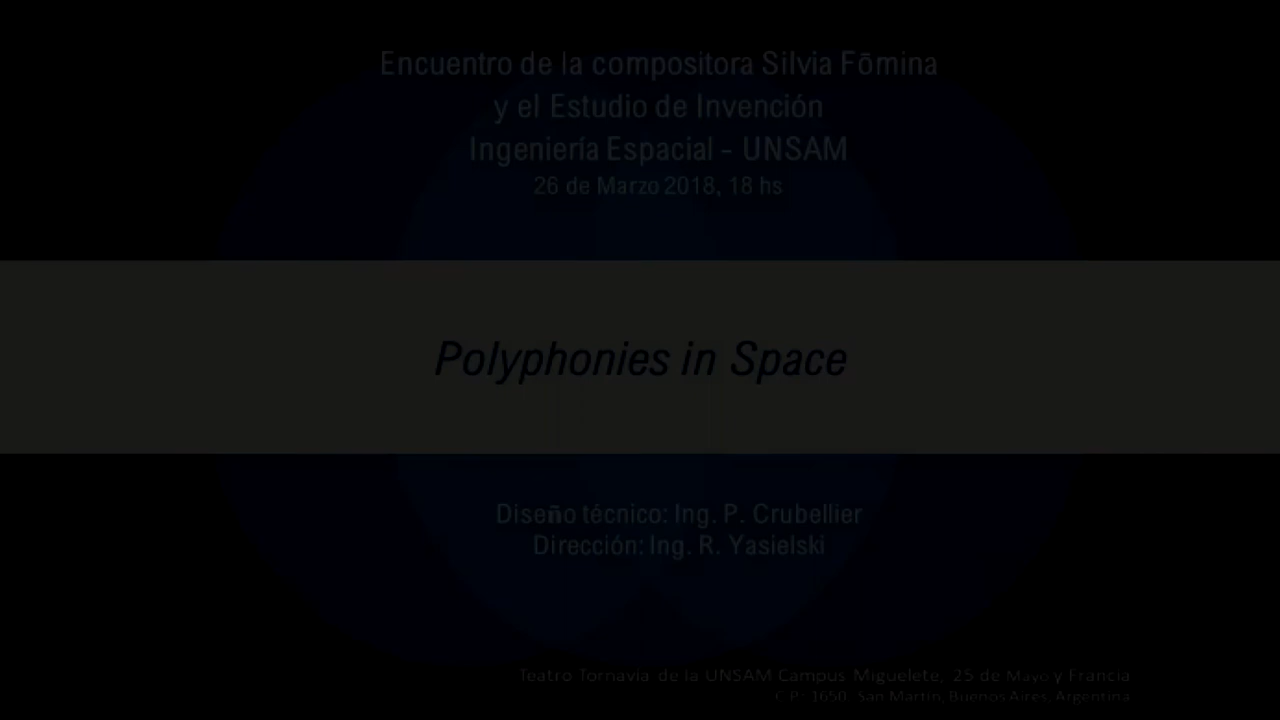 Encuentro de la compositora Silvia Fōmina
y el Estudio de Invención
Ingeniería Espacial - UNSAM
26 de Marzo 2018, 18 hs
Polyphonies in Space
Diseño técnico: Ing. P. Crubellier
Dirección: Ing. R. Yasielski
Teatro Tornavia de la UNSAM Campus Miguelete, 25 de Mayo y Francia
C.P.: 1650. San Martín, Buenos Aires, Argentina